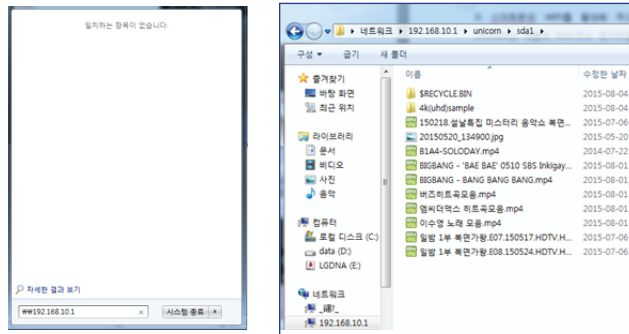 일치하는 항목이 없습니다.
자세한 결과 보기
₩₩192.168.10.1
시스템 종료
네트워크 ▸ 192.168.10.1 ▸ unicorn ▸ sda1 ▸
구성 굽기 새 폴더
이름 수정한 날짜
즐겨찾기
바탕 화면
최근 위치
라이브러리
문서
비디오
사진
음악
컴퓨터
로컬 디스크 (C:)
data (D:)
LGDNA (E:)
네트워크
192.168.10.1
$RECYCLE.BIN 2015-08-04
4k(uhd)sample 2015-08-04
150218.설날특집 미스터리 음악쇼 복면... 2015-07-06
20150520_134900.jpg 2015-05-20
B1A4-SOLODAY.mp4 2014-07-22
BIGBANG - 'BAE BAE' 0510 SBS Inkigay... 2015-08-01
BIGBANG - BANG BANG BANG.mp4 2015-08-01
버즈히트곡모음.mp4 2015-08-01
엠씨더맥스 히트곡모음.mp4 2015-08-01
이수영 노래 모음.mp4 2015-08-01
일밤 1부 복면가왕.E07.150517.HDTV.H... 2015-07-06
일밤 1부 복면가왕.E08.150524.HDTV.H... 2015-07-06